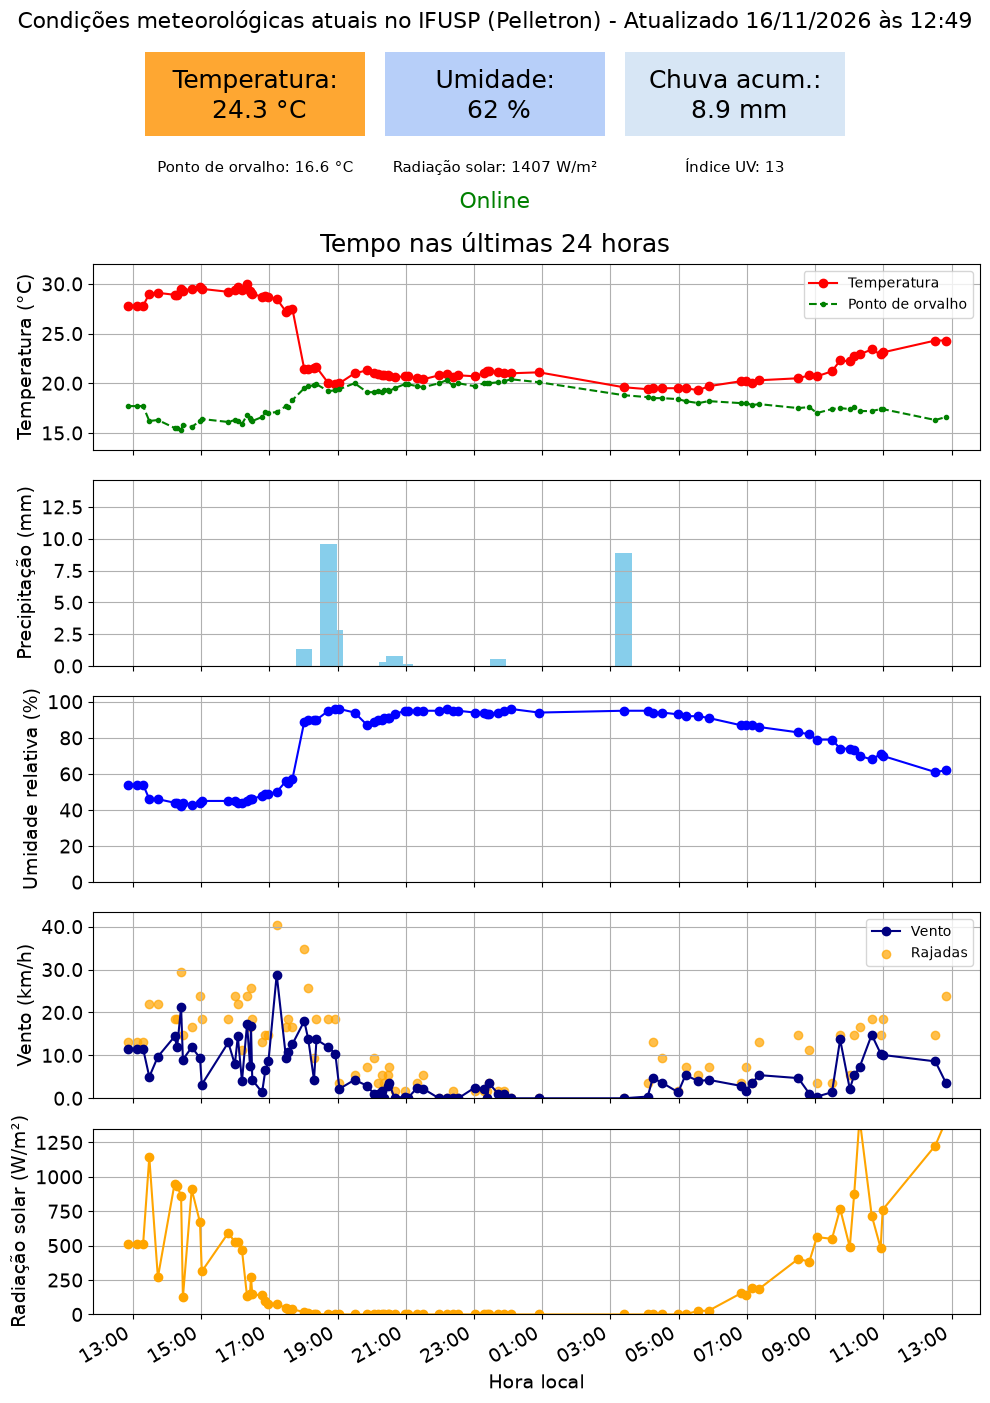 Condições meteorológicas atuais no IFUSP (Pelletron) - Atualizado 16/11/2026 às 12:49
Temperatura:
24.3 °C
Umidade:
62 %
Chuva acum.:
8.9 mm
Ponto de orvalho: 16.6 °C
Radiação solar: 1407 W/m²
Índice UV: 13
Online
Tempo nas últimas 24 horas
Temperatura (°C)
30.0
25.0
20.0
15.0
Temperatura
Ponto de orvalho
Precipitação (mm)
12.5
10.0
7.5
5.0
2.5
0.0
Umidade relativa (%)
100
80
60
40
20
0
Vento (km/h)
40.0
30.0
20.0
10.0
0.0
Vento
Rajadas
Radiação solar (W/m²)
1250
1000
750
500
250
0
13:00 15:00 17:00 19:00 21:00 23:00 01:00 03:00 05:00 07:00 09:00 11:00 13:00
Hora local